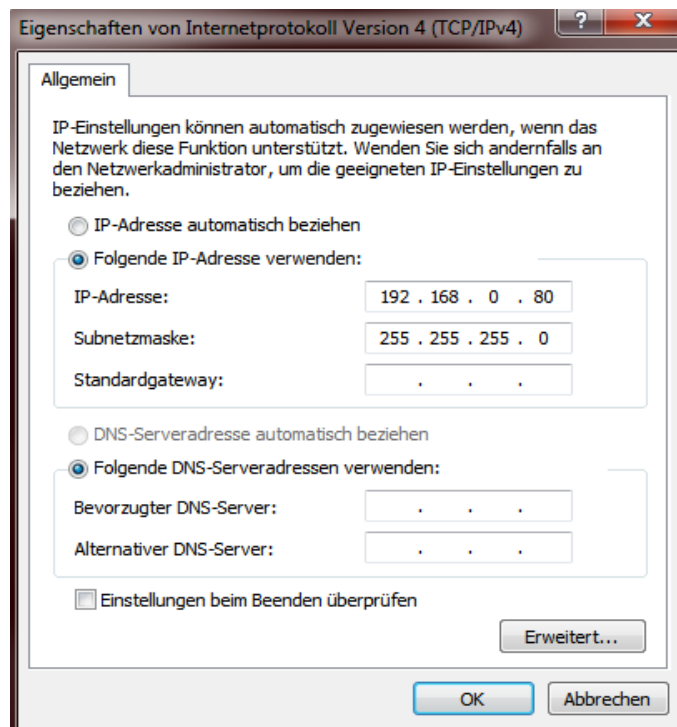 Eigenschaften von Internetprotokoll Version 4 (TCP/IPv4)
?
X
Allgemein
IP-Einstellungen können automatisch zugewiesen werden, wenn das
Netzwerk diese Funktion unterstützt. Wenden Sie sich andernfalls an
den Netzwerkadministrator, um die geeigneten IP-Einstellungen zu
beziehen.
IP-Adresse automatisch beziehen
Folgende IP-Adresse verwenden:
IP-Adresse: 192 . 168 . 0 . 80
Subnetzmaske: 255 . 255 . 255 . 0
Standardgateway: . . .
DNS-Serveradresse automatisch beziehen
Folgende DNS-Serveradressen verwenden:
Bevorzugter DNS-Server: . . .
Alternativer DNS-Server: . . .
Einstellungen beim Beenden überprüfen
Erweitert...
OK Abbrechen